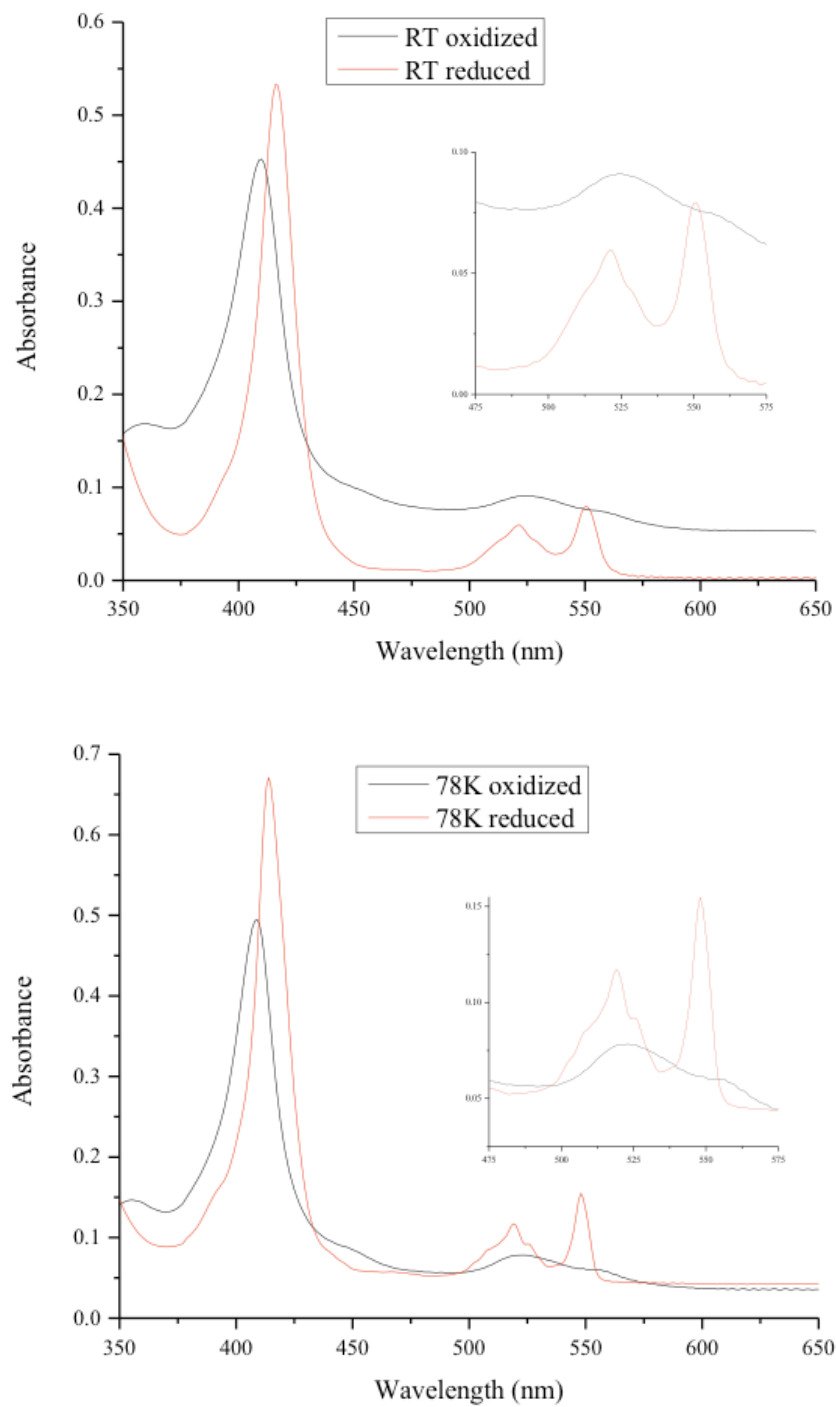 0.6
RT oxidized
RT reduced
0.5
0.4
0.3
0.2
0.1
0.0
Absorbance
0.10
0.05
0.00
475 500 525 550 575
350 400 450 500 550 600 650
Wavelength (nm)
0.7
78K oxidized
78K reduced
0.6
0.5
0.4
0.3
0.2
0.1
0.0
Absorbance
0.15
0.10
0.05
475 500 525 550 575
350 400 450 500 550 600 650
Wavelength (nm)